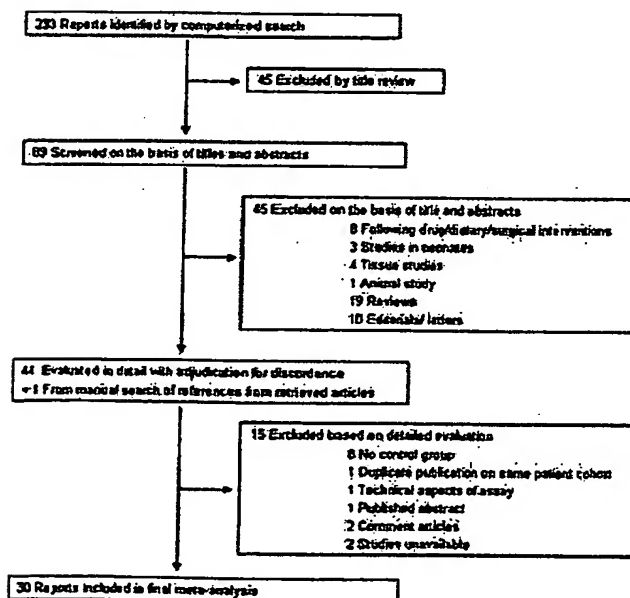 233 Reports Identified by computerized search
45 Excluded by title review
89 Screened on the basis of titles and abstracts
45 Excluded on the basis of title and abstracts
8 Following drug/dietary/surgical interventions
3 Studies in neonates
4 Tissue studies
1 Animal study
19 Reviews
10 Editorials/ letters
44 Evaluated in detail with adjudication for discordance
+1 From manual search of references from retrieved articles
15 Excluded based on detailed evaluation
8 No control group
1 Duplicate publication on same patient cohort
1 Technical aspects of assay
1 Published abstract
2 Comment articles
2 Studies unavailable
30 Reports included in final meta-analysis